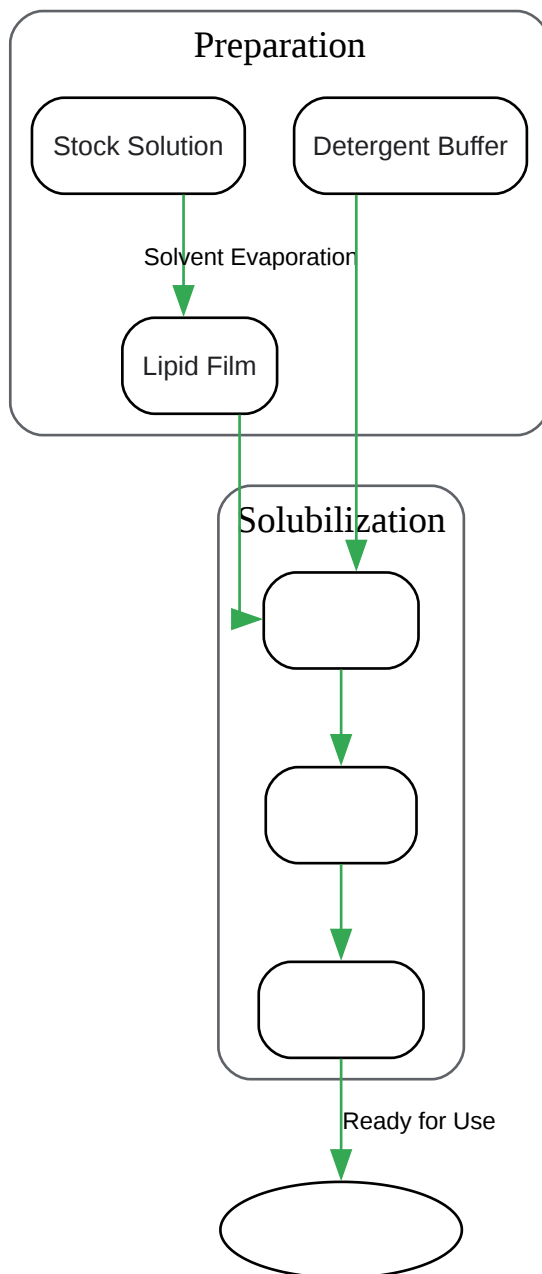 Preparation
Stock Solution
Detergent Buffer
Solvent Evaporation
Lipid Film
Solubilization
Ready for Use